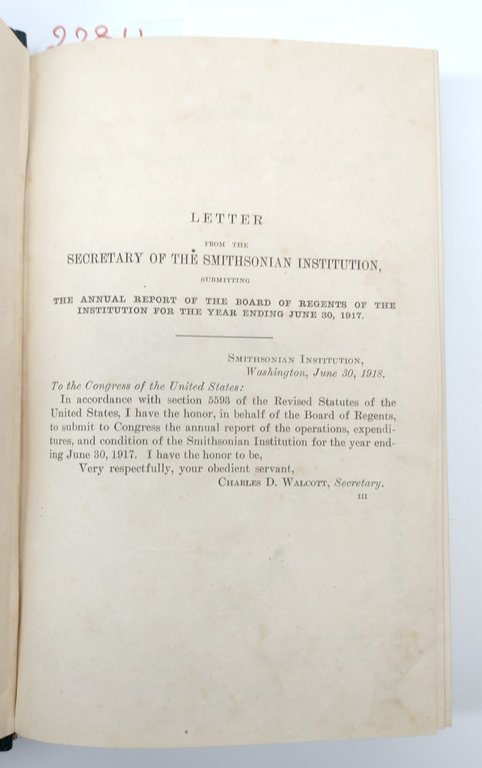 LETTER
FROM THE
SECRETARY OF THE SMITHSONIAN INSTITUTION,
SUBMITTING
THE ANNUAL REPORT OF THE BOARD OF REGENTS OF THE
INSTITUTION FOR THE YEAR ENDING JUNE 30, 1917.
SMITHSONIAN INSTITUTION,
Washington, June 30, 1918.
To the Congress of the United States:
In accordance with section 5593 of the Revised Statutes of the
United States, I have the honor, in behalf of the Board of Regents,
to submit to Congress the annual report of the operations, expendi-
tures, and condition of the Smithsonian Institution for the year end-
ing June 30, 1917. I have the honor to be,
Very respectfully, your obedient servant,
CHARLES D. WALCOTT, Secretary.
III